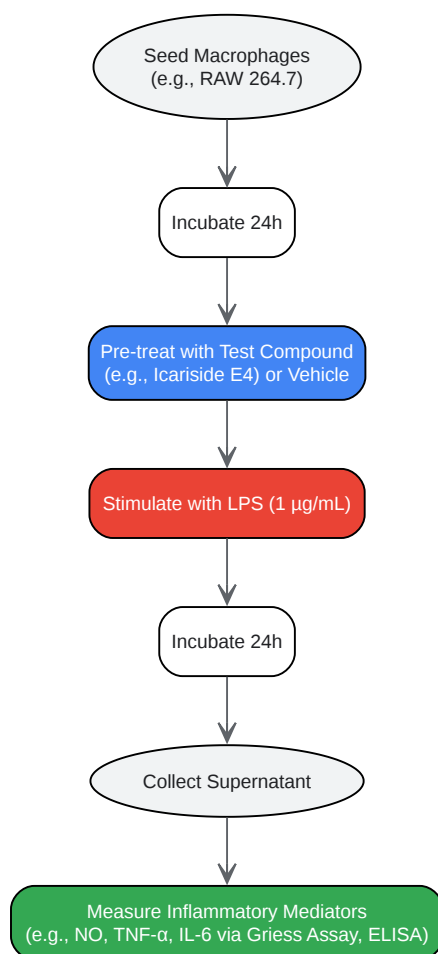 Seed Macrophages
(e.g., RAW 264.7)
Incubate 24h
Pre-treat with Test Compound
(e.g., Icariside E4) or Vehicle
Stimulate with LPS (1 µg/mL)
Incubate 24h
Collect Supernatant
Measure Inflammatory Mediators
(e.g., NO, TNF-α, IL-6 via Griess Assay, ELISA)